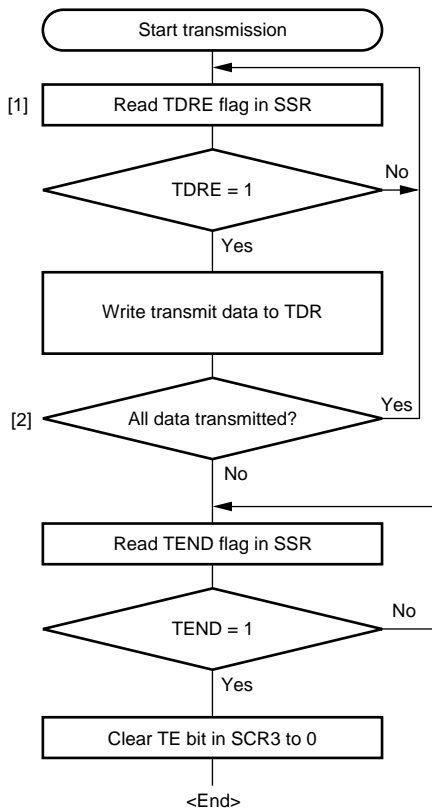 Start transmission
[1]
Read TDRE flag in SSR
No
TDRE = 1
Yes
Write transmit data to TDR
[2]
All data transmitted?
Yes
No
Read TEND flag in SSR
No
TEND = 1
Yes
Clear TE bit in SCR3 to 0
<End>